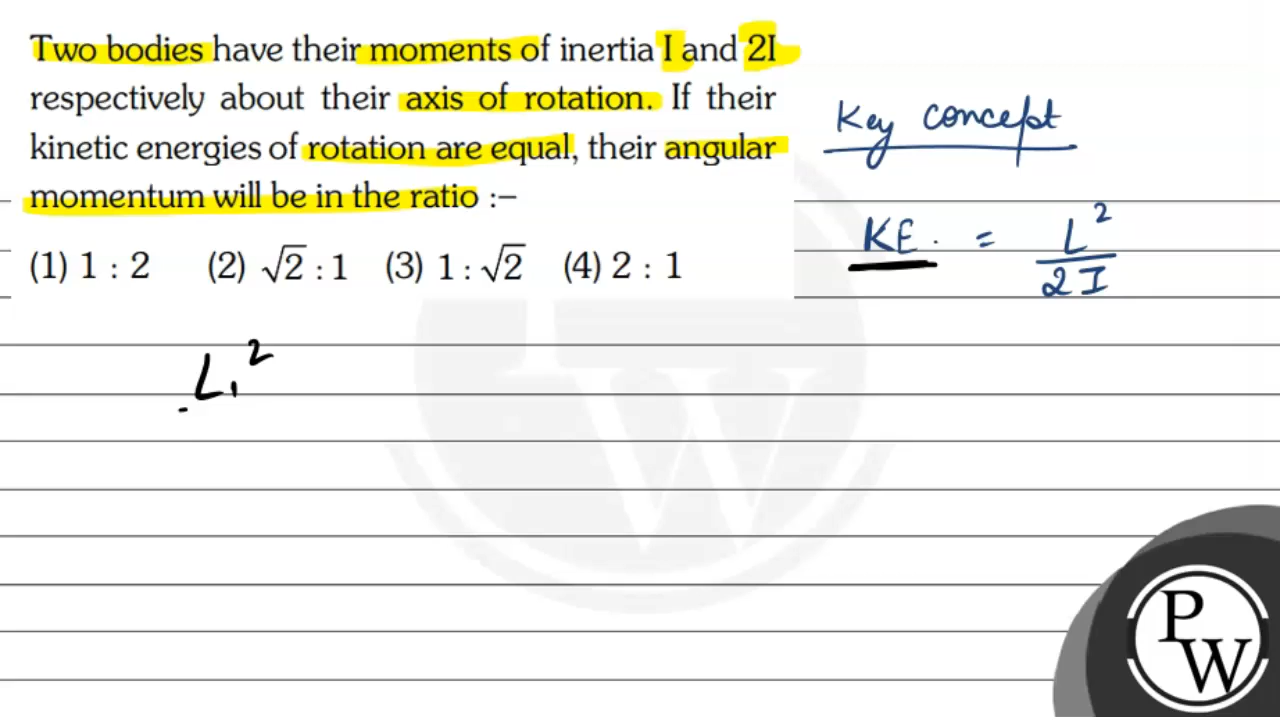 Two bodies have their moments of inertia I and 2I
respectively about their axis of rotation. If their
kinetic energies of rotation are equal, their angular
momentum will be in the ratio :–
(1) 1 : 2 (2) √2 : 1 (3) 1 : √2 (4) 2 : 1
Key concept
KE. = L² / 2I
L₁²
PW